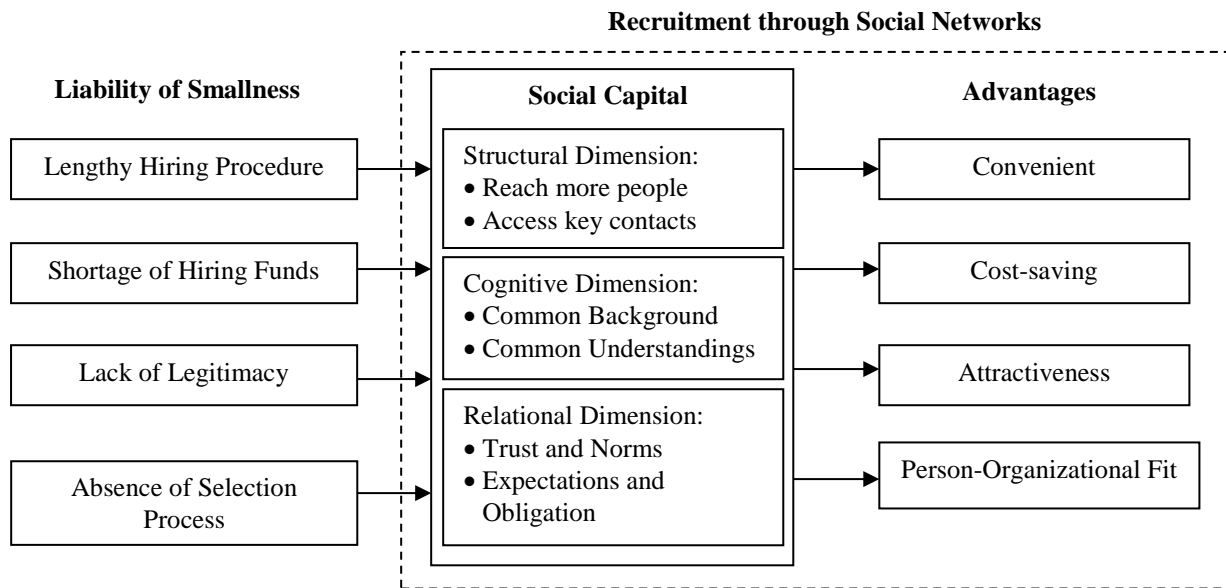 Recruitment through Social Networks
Liability of Smallness
Lengthy Hiring Procedure
Shortage of Hiring Funds
Lack of Legitimacy
Absence of Selection
Process
Social Capital
Structural Dimension:
• Reach more people
• Access key contacts
Cognitive Dimension:
• Common Background
• Common Understandings
Relational Dimension:
• Trust and Norms
• Expectations and
Obligation
Advantages
Convenient
Cost-saving
Attractiveness
Person-Organizational Fit